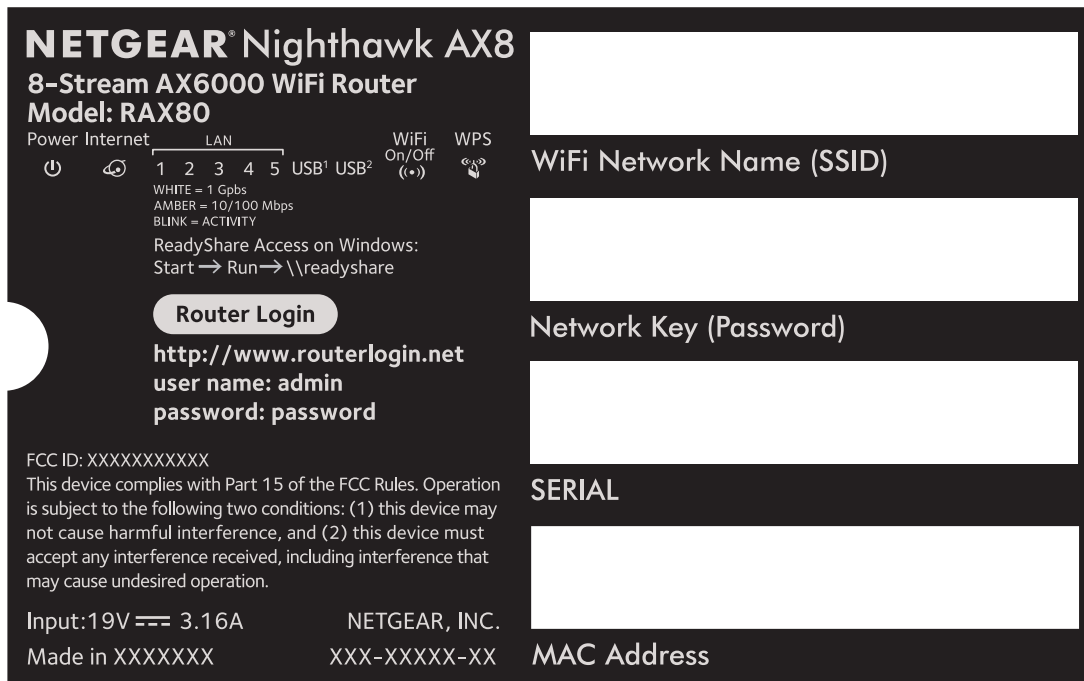 NETGEAR® Nighthawk AX8
8-Stream AX6000 WiFi Router
Model: RAX80
Power Internet LAN WiFi On/Off WPS
1 2 3 4 5 USB¹ USB²
WHITE = 1 Gpbs
AMBER = 10/100 Mbps
BLINK = ACTIVITY
ReadyShare Access on Windows:
Start → Run → \\readyshare
Router Login
http://www.routerlogin.net
user name: admin
password: password
FCC ID: XXXXXXXXXXX
This device complies with Part 15 of the FCC Rules. Operation
is subject to the following two conditions: (1) this device may
not cause harmful interference, and (2) this device must
accept any interference received, including interference that
may cause undesired operation.
Input:19V ⎓ 3.16A NETGEAR, INC.
Made in XXXXXXX XXX-XXXXX-XX
WiFi Network Name (SSID)
Network Key (Password)
SERIAL
MAC Address